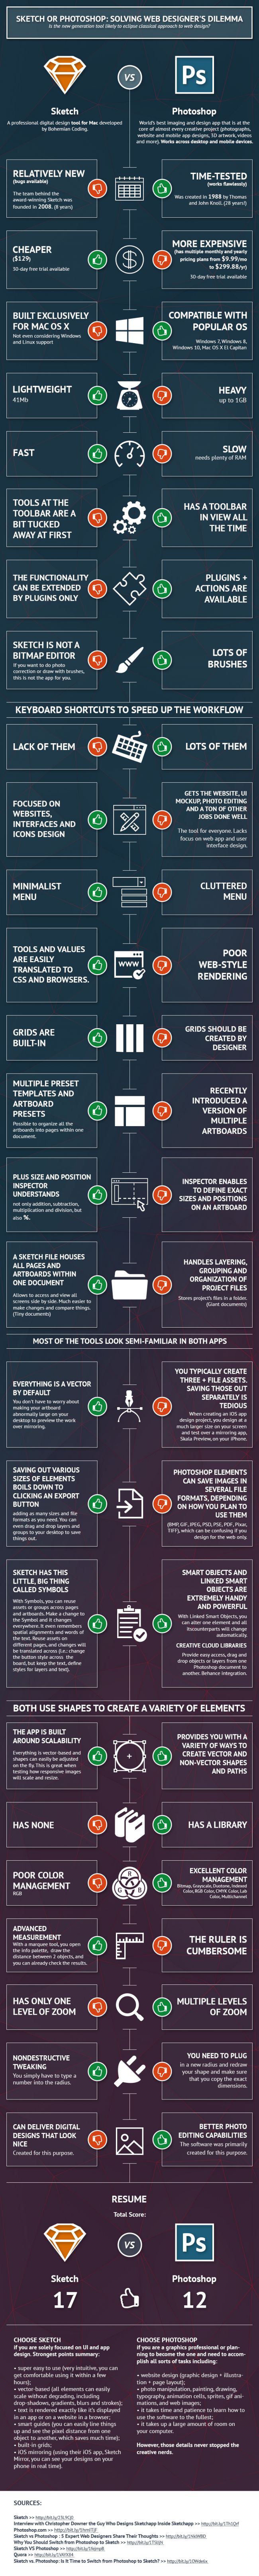 SKETCH OR PHOTOSHOP: SOLVING WEB DESIGNER'S DILEMMA
Is the new generation tool likely to eclipse classical approach to web design?
VS
Ps
Sketch
A professional digital design tool for Mac developed
by Bohemian Coding.
Photoshop
World's best imaging and design app that is at the
core of almost every creative project (photographs,
website and mobile app designs, 3D artwork, videos
and more). Works across desktop and mobile devices.
RELATIVELY NEW
(bugs available)
The team behind the
award-winning Sketch was
founded in 2008. (8 years)
TIME-TESTED
(works flawlessly)
Was created in 1988 by Thomas
and John Knoll. (28 years!)
CHEAPER
($129)
30-day free trial available
MORE EXPENSIVE
(has multiple monthly and yearly
pricing plans from $9.99/mo
to $299.88/yr)
30-day free trial available
BUILT EXCLUSIVELY
FOR MAC OS X
Not even considering Windows
and Linux support
COMPATIBLE WITH
POPULAR OS
Windows 7, Windows 8,
Windows 10, Mac OS X El Capitan
LIGHTWEIGHT
41Mb
HEAVY
up to 1GB
FAST
SLOW
needs plenty of RAM
TOOLS AT THE
TOOLBAR ARE A
BIT TUCKED
AWAY AT FIRST
HAS A TOOLBAR
IN VIEW ALL
THE TIME
THE FUNCTIONALITY
CAN BE EXTENDED
BY PLUGINS ONLY
PLUGINS +
ACTIONS ARE
AVAILABLE
SKETCH IS NOT A
BITMAP EDITOR
If you want to do photo
correction or draw with brushes,
this is not the app for you.
LOTS OF
BRUSHES
KEYBOARD SHORTCUTS TO SPEED UP THE WORKFLOW
LACK OF THEM
LOTS OF THEM
FOCUSED ON
WEBSITES,
INTERFACES AND
ICONS DESIGN
GETS THE WEBSITE, UI
MOCKUP, PHOTO EDITING
AND A TON OF OTHER
JOBS DONE WELL
The tool for everyone. Lacks
focus on web app and user
interface design.
MINIMALIST
MENU
CLUTTERED
MENU
TOOLS AND VALUES
ARE EASILY
TRANSLATED TO
CSS AND BROWSERS.
WWW
POOR
WEB-STYLE
RENDERING
GRIDS ARE
BUILT-IN
GRIDS SHOULD BE
CREATED BY
DESIGNER
MULTIPLE PRESET
TEMPLATES AND
ARTBOARD
PRESETS
Possible to organize all the
artboards into pages within one
document.
RECENTLY
INTRODUCED A
VERSION OF
MULTIPLE
ARTBOARDS
PLUS SIZE AND POSITION
INSPECTOR
UNDERSTANDS
not only addition, subtraction,
multiplication and division, but
also %.
INSPECTOR ENABLES
TO DEFINE EXACT
SIZES AND POSITIONS
ON AN ARTBOARD
A SKETCH FILE HOUSES
ALL PAGES AND
ARTBOARDS WITHIN
ONE DOCUMENT
Allows to access and view all
screens side by side. Much easier to
make changes and compare things.
(Tiny documents)
HANDLES LAYERING,
GROUPING AND
ORGANIZATION OF
PROJECT FILES
Stores project's files in a folder.
(Giant documents)
MOST OF THE TOOLS LOOK SEMI-FAMILIAR IN BOTH APPS
EVERYTHING IS A VECTOR
BY DEFAULT
You don't have to worry about
making your artboard
abnormally large on your
desktop to preview the work
over mirroring.
YOU TYPICALLY CREATE
THREE + FILE ASSETS.
SAVING THOSE OUT
SEPARATELY IS
TEDIOUS
When creating an iOS app
design project, you design at a
much larger size on your screen
and test over a mirroring app,
Skala Preview, on your iPhone.
SAVING OUT VARIOUS
SIZES OF ELEMENTS
BOILS DOWN TO
CLICKING AN EXPORT
BUTTON
adding as many sizes and file
formats as you need. You can
even drag and drop layers and
groups to your desktop to save
things out.
PHOTOSHOP ELEMENTS
CAN SAVE IMAGES IN
SEVERAL FILE
FORMATS, DEPENDING
ON HOW YOU PLAN TO
USE THEM
(BMP, GIF, JPEG, PSD, PSE, PDF, Pixar,
TIFF), which can be confusing if you
design for the web only.
SKETCH HAS THIS
LITTLE, BIG THING
CALLED SYMBOLS
With Symbols, you can reuse
assets or groups across pages
and artboards. Make a change to
the Symbol and it changes
everywhere. It even remembers
spatial alignments and words of
the text. Reuse assets on
different pages, and changes will
be translated across (i.e.: change
the button style across the
board, but keep the text, define
styles for layers and text).
SMART OBJECTS AND
LINKED SMART
OBJECTS ARE
EXTREMELY HANDY
AND POWERFUL
With Linked Smart Objects, you
can alter one element and all
itscounterparts will change
automatically.
CREATIVE CLOUD LIBRARIES
Provide easy access, drag and
drop objects or layers from one
Photoshop document to
another. Behance integration.
BOTH USE SHAPES TO CREATE A VARIETY OF ELEMENTS
THE APP IS BUILT
AROUND SCALABILITY
Everything is vector-based and
shapes can easily be adjusted
on the fly. This is great when
testing how responsive images
will scale and resize.
PROVIDES YOU WITH A
VARIETY OF WAYS TO
CREATE VECTOR AND
NON-VECTOR SHAPES
AND PATHS
HAS NONE
HAS A LIBRARY
POOR COLOR
MANAGEMENT
RGB
R
G
B
EXCELLENT COLOR
MANAGEMENT
Bitmap, Grayscale, Duotone, Indexed
Color, RGB Color, CMYK Color, Lab
Color, Multichannel
ADVANCED
MEASUREMENT
With a marquee tool, you open
the info palette, draw the
distance between 2 objects, and
you can already check the results.
THE RULER IS
CUMBERSOME
HAS ONLY ONE
LEVEL OF ZOOM
MULTIPLE LEVELS
OF ZOOM
NONDESTRUCTIVE
TWEAKING
You simply have to type a
number into the radius.
YOU NEED TO PLUG
in a new radius and redraw
your shape and make sure
that you copy the exact
dimensions.
CAN DELIVER DIGITAL
DESIGNS THAT LOOK
NICE
Created for this purpose.
BETTER PHOTO
EDITING CAPABILITIES
The software was primarily
created for this purpose.
RESUME
Total Score:
VS
Ps
Sketch
17
Photoshop
12
CHOOSE SKETCH
if you are solely focused on UI and app
design. Strongest points summary:
• super easy to use (very intuitive, you can
get comfortable using it within a few
hours);
• vector-based (all elements can easily
scale without degrading, including
drop shadows, gradients, blurs and strokes);
• text is rendered exactly like it's displayed
in an app or on a website in a browser;
• smart guides (you can easily line things
up and see the pixel distance from one
object to another, which saves much time);
• built-in grids;
• iOS mirroring (using their iOS app, Sketch
Mirror, you can see your designs on your
phone in real time).
CHOOSE PHOTOSHOP
if you are a graphics professional or plan-
ning to become the one and need to accom-
plish all sorts of tasks including:
• website design (graphic design + illustra-
tion + page layout);
• photo manipulation, painting, drawing,
typography, animation cells, sprites, gif ani-
mations, and web images;
• it takes time and patience to learn how to
use the software to the fullest;
• it takes up a large amount of room on
your computer.
However, those details never stopped the
creative nerds.
SOURCES:
Sketch >>
Interview with Christopher Downer the Guy Who Designs Sketchapp Inside Sketchapp >>
Photoshop.com >>
Sketch vs Photoshop : 5 Expert Web Designers Share Their Thoughts >>
Why You Should Switch from Photoshop to Sketch >>
Sketch VS Photoshop >>
Quora >>
Sketch vs. Photoshop: Is It Time to Switch from Photoshop to Sketch? >>